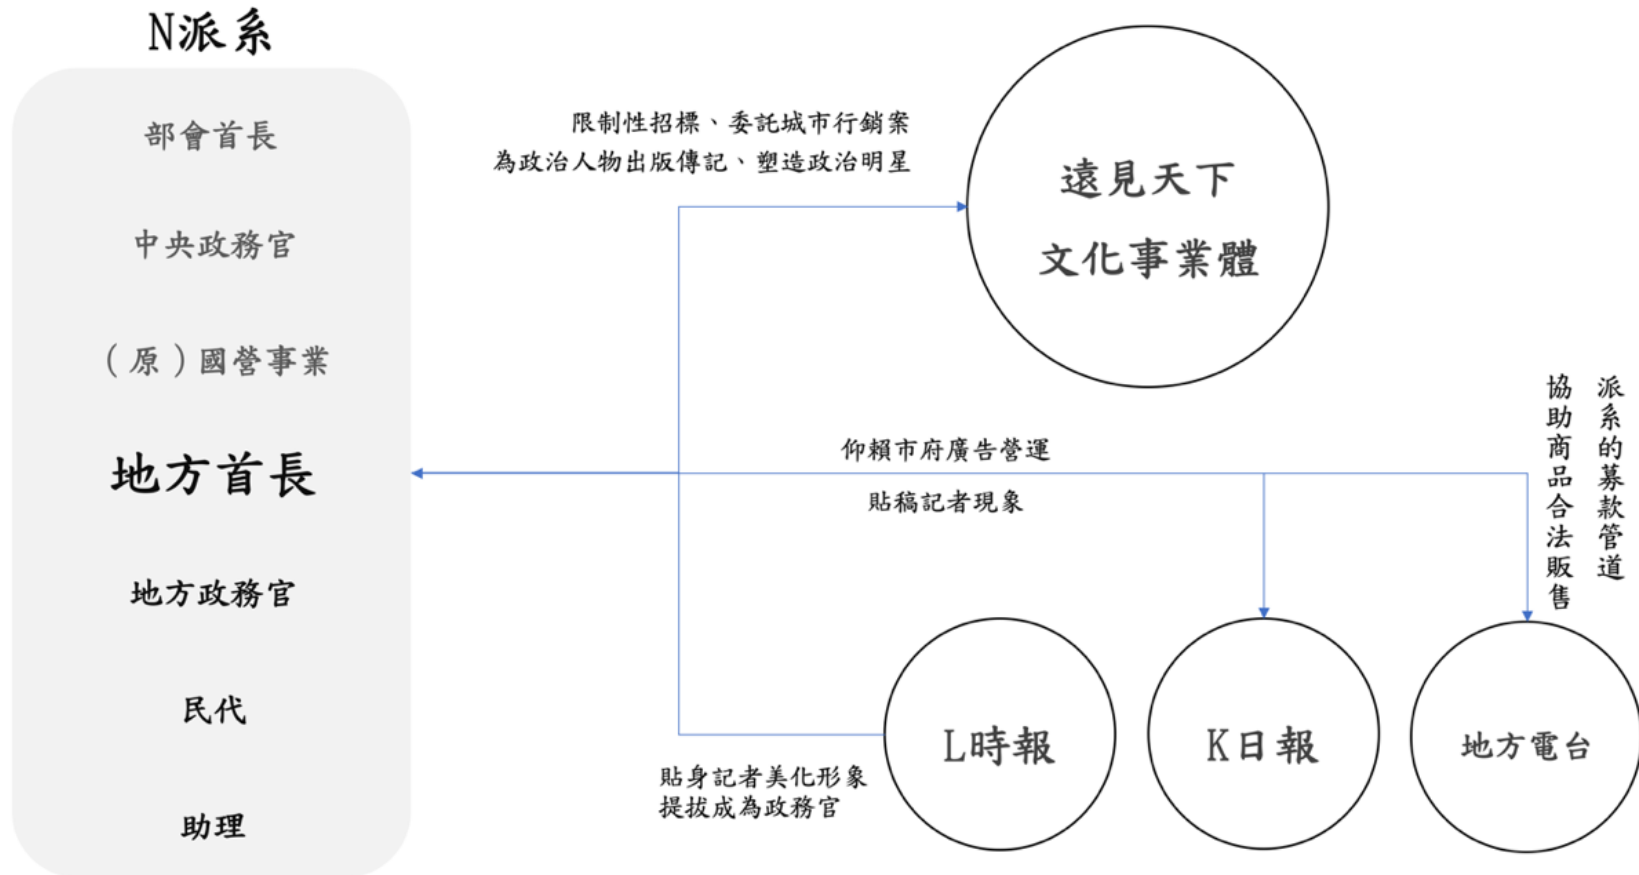 N派系
部會首長
中央政務官
（原）國營事業
地方首長
地方政務官
民代
助理
限制性招標、委託城市行銷案
為政治人物出版傳記、塑造政治明星
遠見天下
文化事業體
仰賴市府廣告營運
貼稿記者現象
派系的募款管道
協助商品合法販售
貼身記者美化形象
提拔成為政務官
L時報
K日報
地方電台